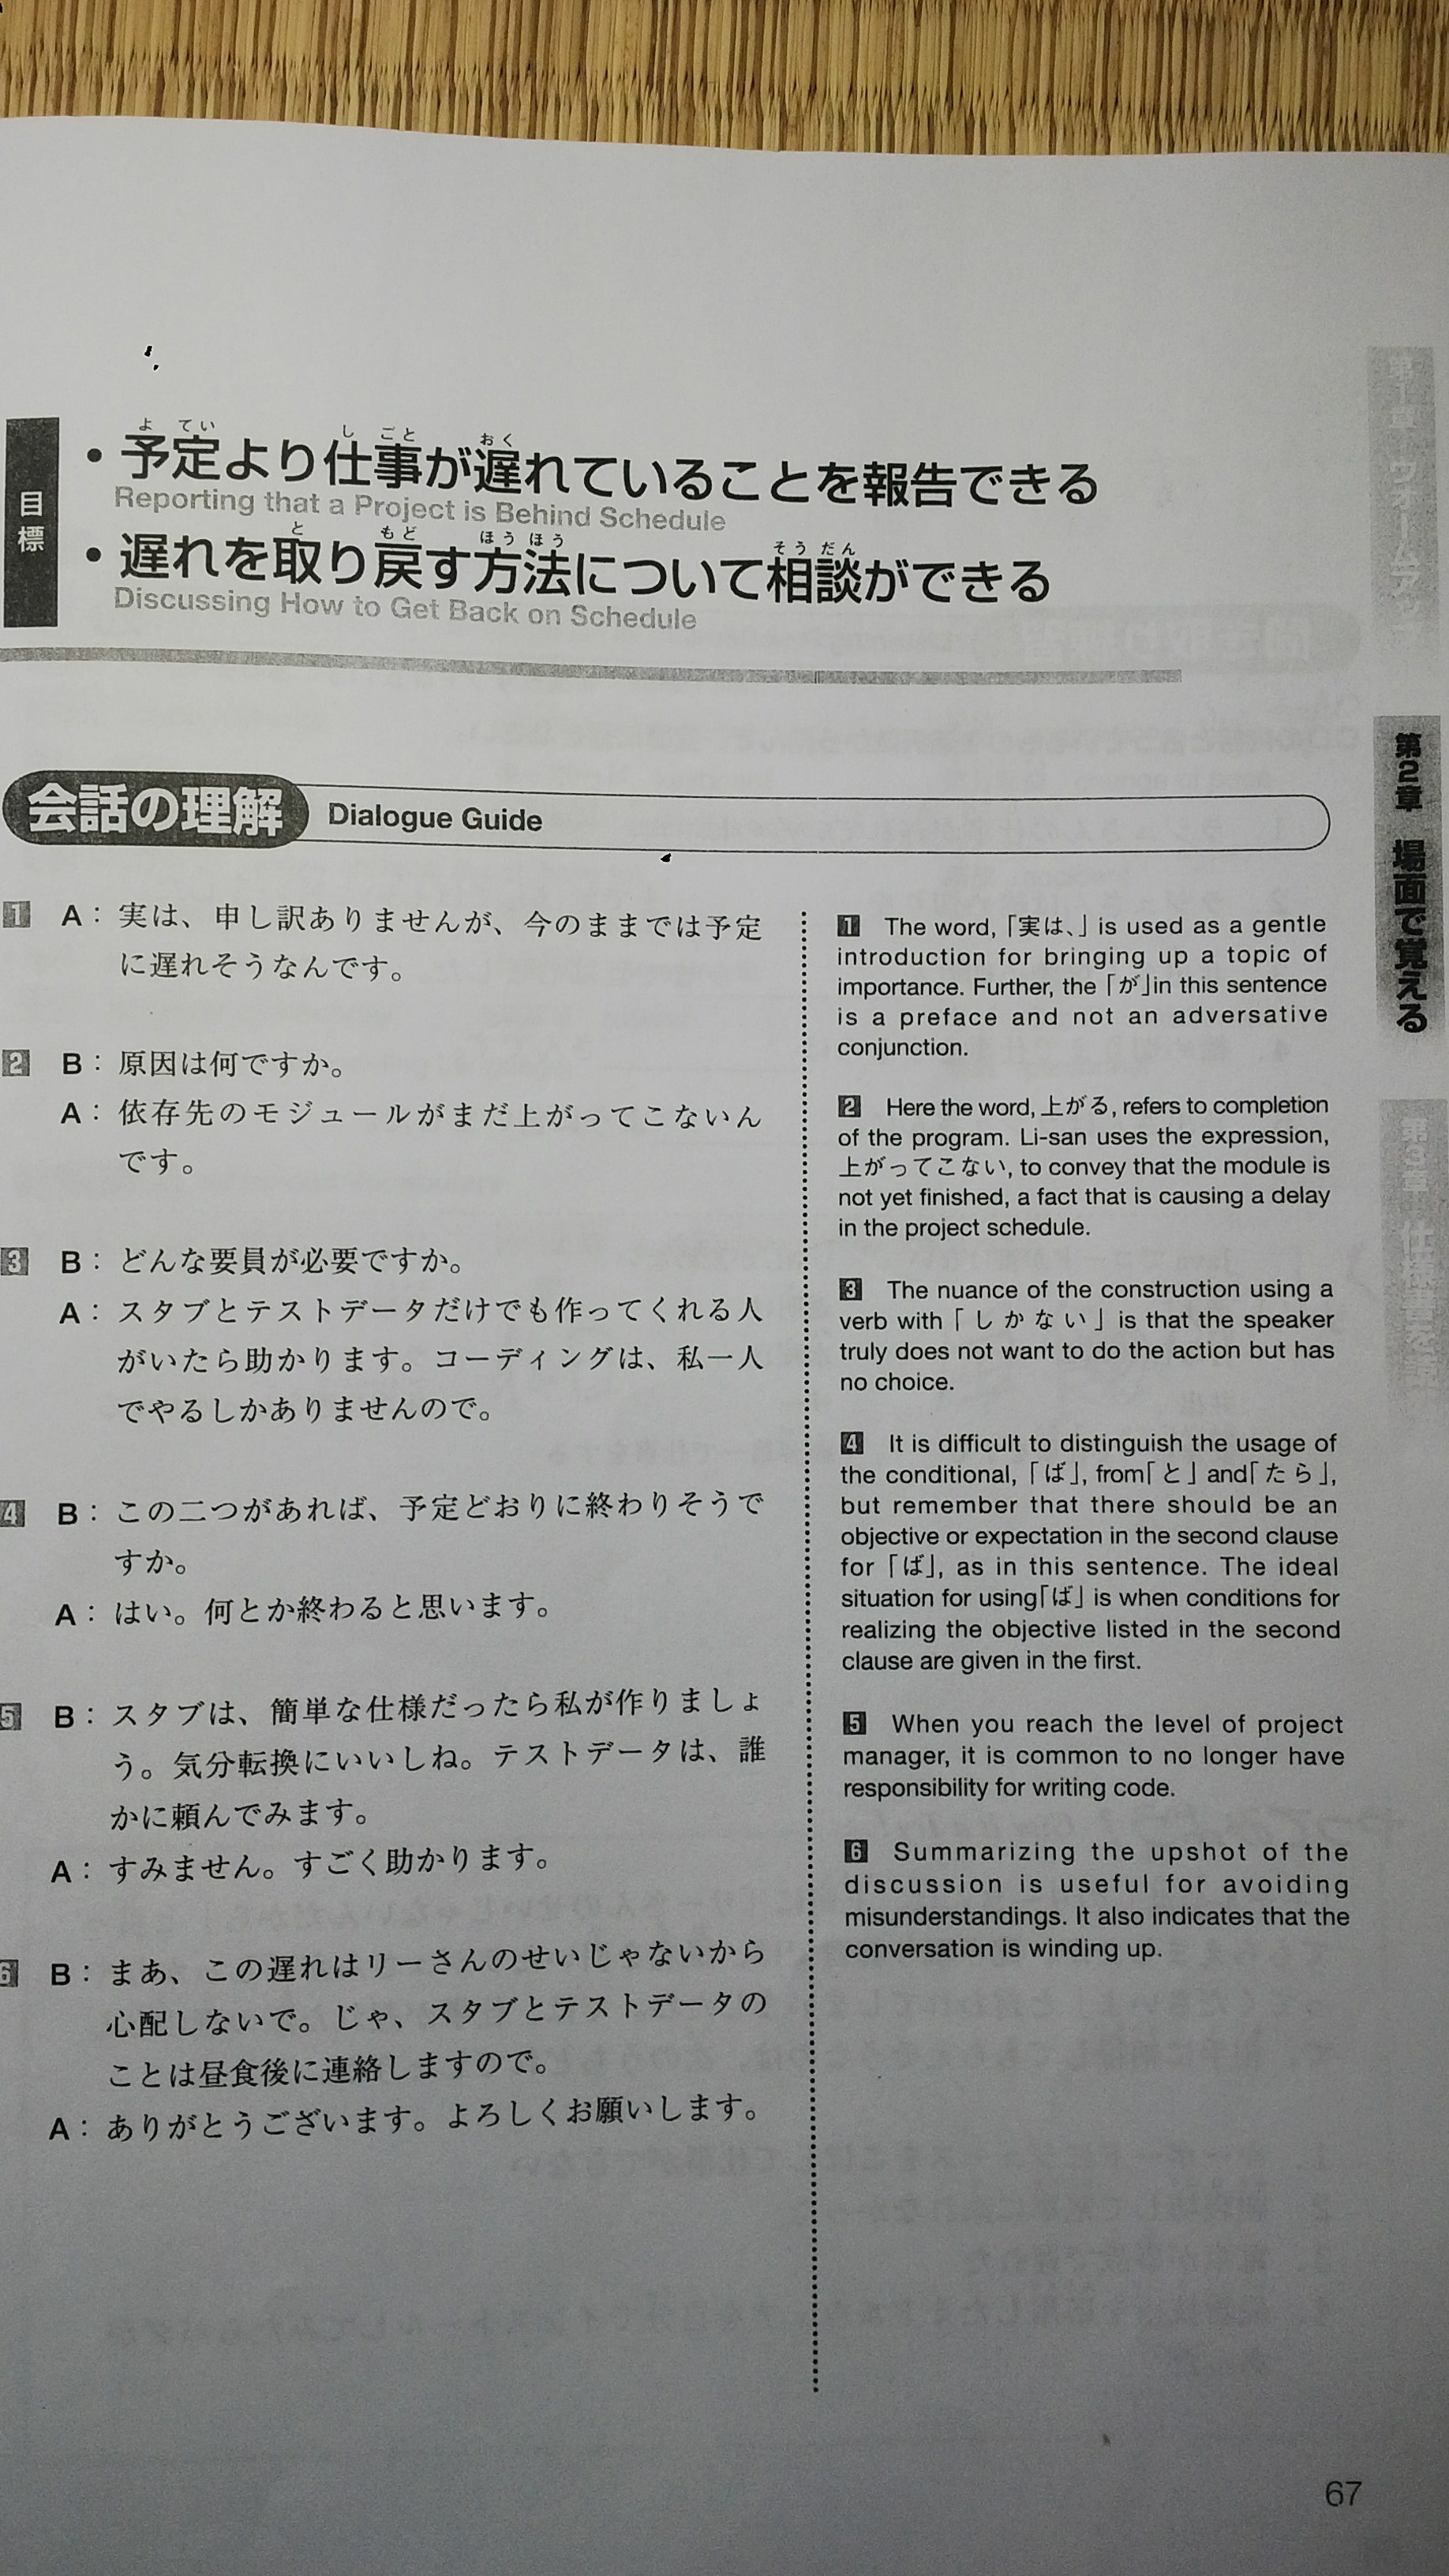 目標
• 予定より仕事が遅れていることを報告できる
Reporting that a Project is Behind Schedule
• 遅れを取り戻す方法について相談ができる
Discussing How to Get Back on Schedule
会話の理解 Dialogue Guide
1 A: 実は、申し訳ありませんが、今のままでは予定
に遅れそうなんです。
2 B: 原因は何ですか。
A: 依存先のモジュールがまだ上がってこないん
です。
3 B: どんな要員が必要ですか。
A: スタブとテストデータだけでも作ってくれる人
がいたら助かります。コーディングは、私一人
でやるしかありませんので。
4 B: この二つがあれば、予定どおりに終わりそうで
すか。
A: はい。何とか終わると思います。
5 B: スタブは、簡単な仕様だったら私が作りましょ
う。気分転換にいいしね。テストデータは、誰
かに頼んでみます。
A: すみません。すごく助かります。
6 B: まあ、この遅れはリーさんのせいじゃないから
心配しないで。じゃ、スタブとテストデータの
ことは昼食後に連絡しますので。
A: ありがとうございます。よろしくお願いします。
1 The word, 「実は、」 is used as a gentle
introduction for bringing up a topic of
importance. Further, the 「が」 in this sentence
is a preface and not an adversative
conjunction.
2 Here the word, 上がる, refers to completion
of the program. Li-san uses the expression,
上がってこない, to convey that the module is
not yet finished, a fact that is causing a delay
in the project schedule.
3 The nuance of the construction using a
verb with 「しかない」 is that the speaker
truly does not want to do the action but has
no choice.
4 It is difficult to distinguish the usage of
the conditional, 「ば」, from 「と」 and 「たら」,
but remember that there should be an
objective or expectation in the second clause
for 「ば」, as in this sentence. The ideal
situation for using 「ば」 is when conditions for
realizing the objective listed in the second
clause are given in the first.
5 When you reach the level of project
manager, it is common to no longer have
responsibility for writing code.
6 Summarizing the upshot of the
discussion is useful for avoiding
misunderstandings. It also indicates that the
conversation is winding up.
第2章 場面で覚える
67